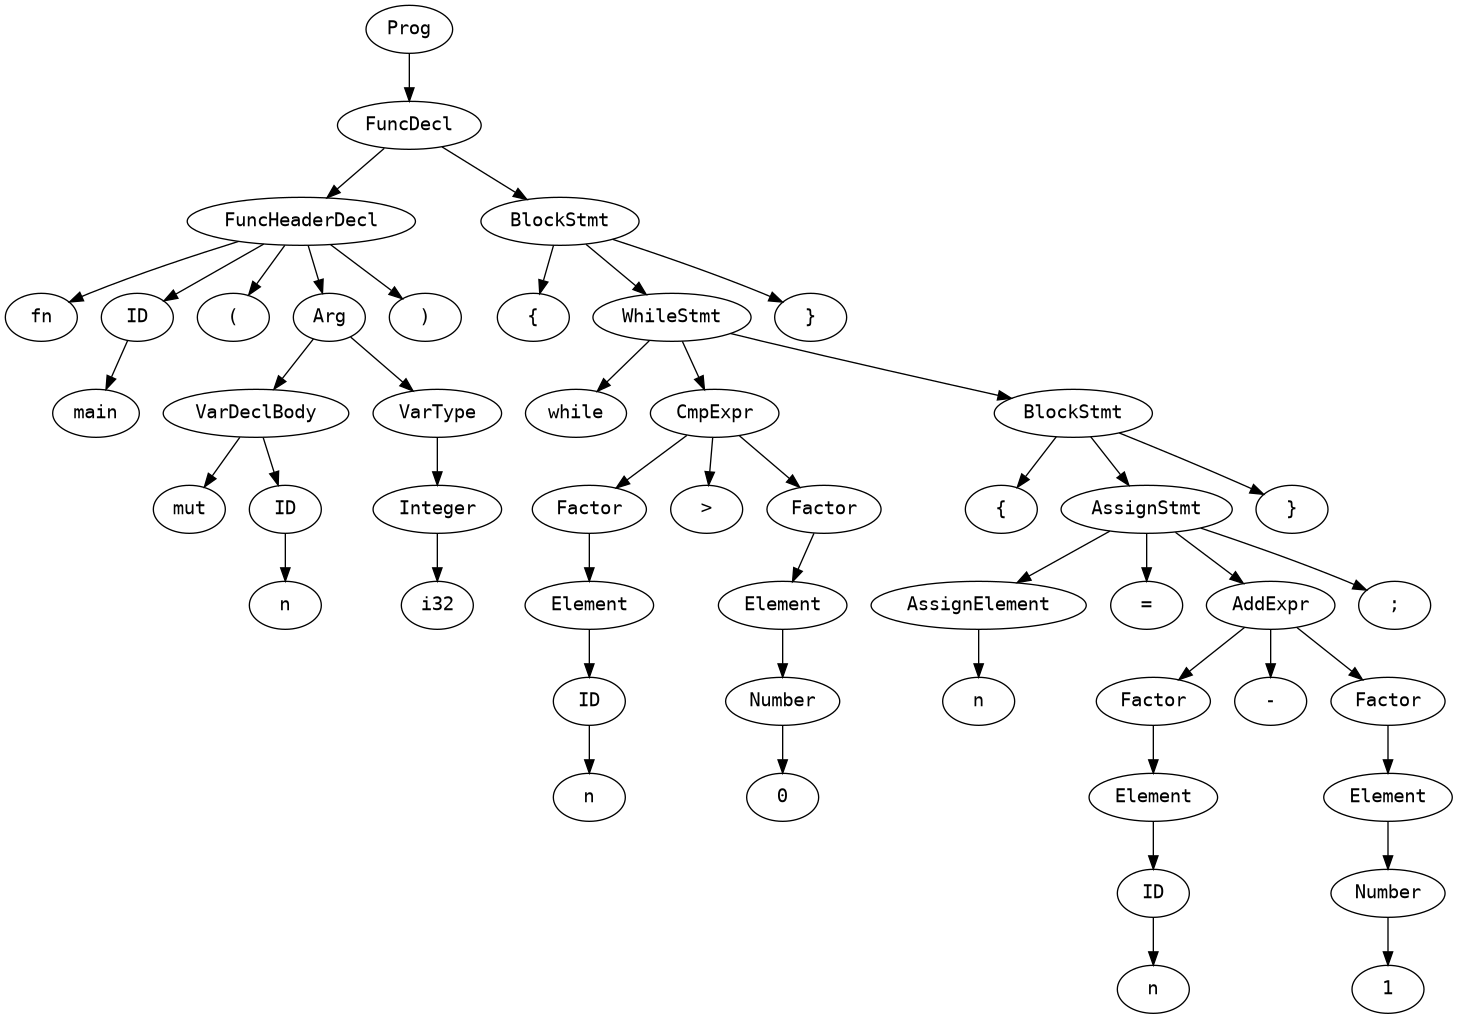 Prog
FuncDecl
FuncHeaderDecl BlockStmt
fn ID ( Arg ) { WhileStmt }
main VarDeclBody VarType while CmpExpr BlockStmt
mut ID Integer Factor > Factor { AssignStmt }
n i32 Element Element AssignElement = AddExpr ;
ID Number n Factor - Factor
n 0 Element Element
ID Number
n 1